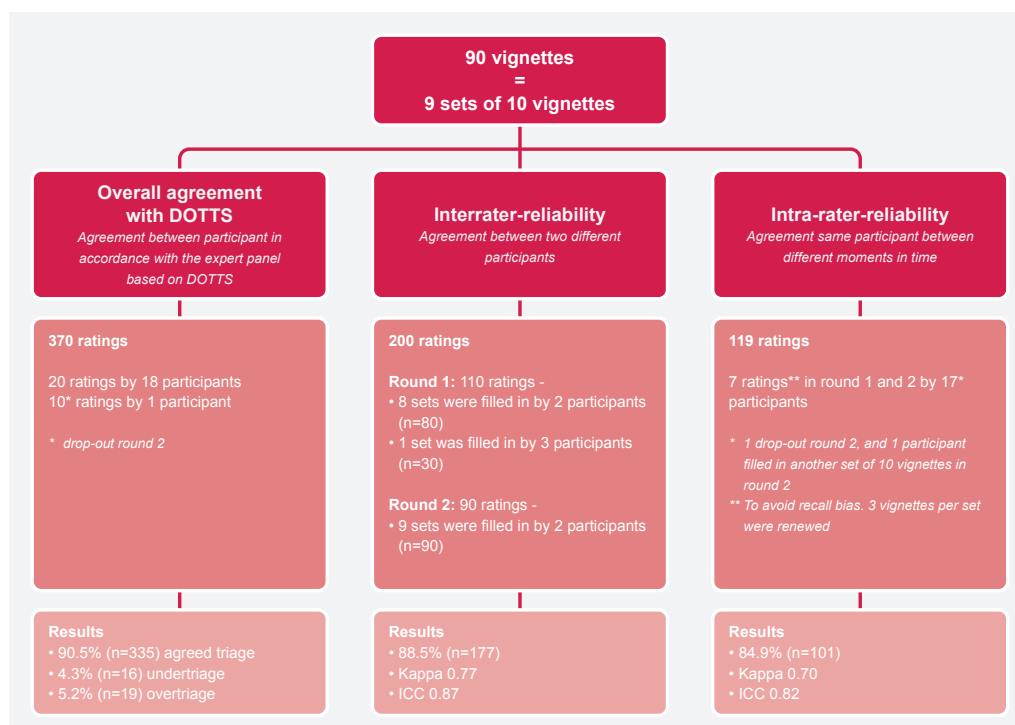 90 vignettes
=
9 sets of 10 vignettes
Overall agreement
with DOTTS
Agreement between participant in
accordance with the expert panel
based on DOTTS
Interrater-reliability
Agreement between two different
participants
Intra-rater-reliability
Agreement same participant between
different moments in time
370 ratings
20 ratings by 18 participants
10* ratings by 1 participant
* drop-out round 2
200 ratings
Round 1: 110 ratings -
• 8 sets were filled in by 2 participants
(n=80)
• 1 set was filled in by 3 participants
(n=30)
Round 2: 90 ratings -
• 9 sets were filled in by 2 participants
(n=90)
119 ratings
7 ratings** in round 1 and 2 by 17*
participants
* 1 drop-out round 2, and 1 participant
filled in another set of 10 vignettes in
round 2
** To avoid recall bias. 3 vignettes per set
were renewed
Results
• 90.5% (n=335) agreed triage
• 4.3% (n=16) undertriage
• 5.2% (n=19) overtriage
Results
• 88.5% (n=177)
• Kappa 0.77
• ICC 0.87
Results
• 84.9% (n=101)
• Kappa 0.70
• ICC 0.82